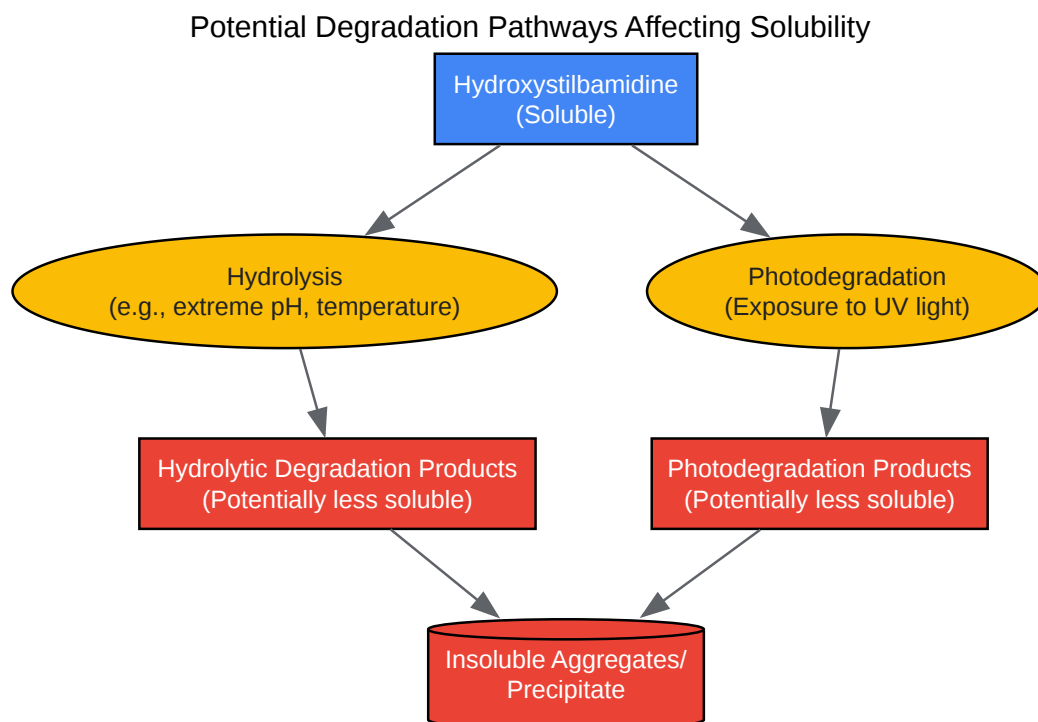 Potential Degradation Pathways Affecting Solubility
Hydroxystilbamidine
(Soluble)
Hydrolysis
(e.g., extreme pH, temperature)
Photodegradation
(Exposure to UV light)
Hydrolytic Degradation Products
(Potentially less soluble)
Photodegradation Products
(Potentially less soluble)
Insoluble Aggregates/
Precipitate